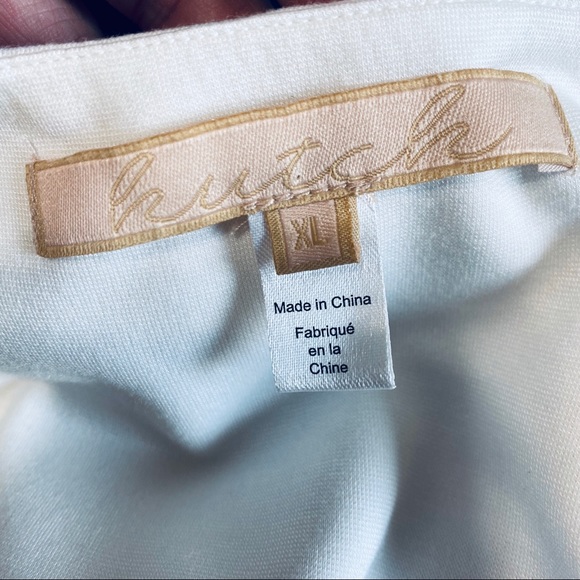 hutch
XL
Made in China
Fabriqué
en la
Chine